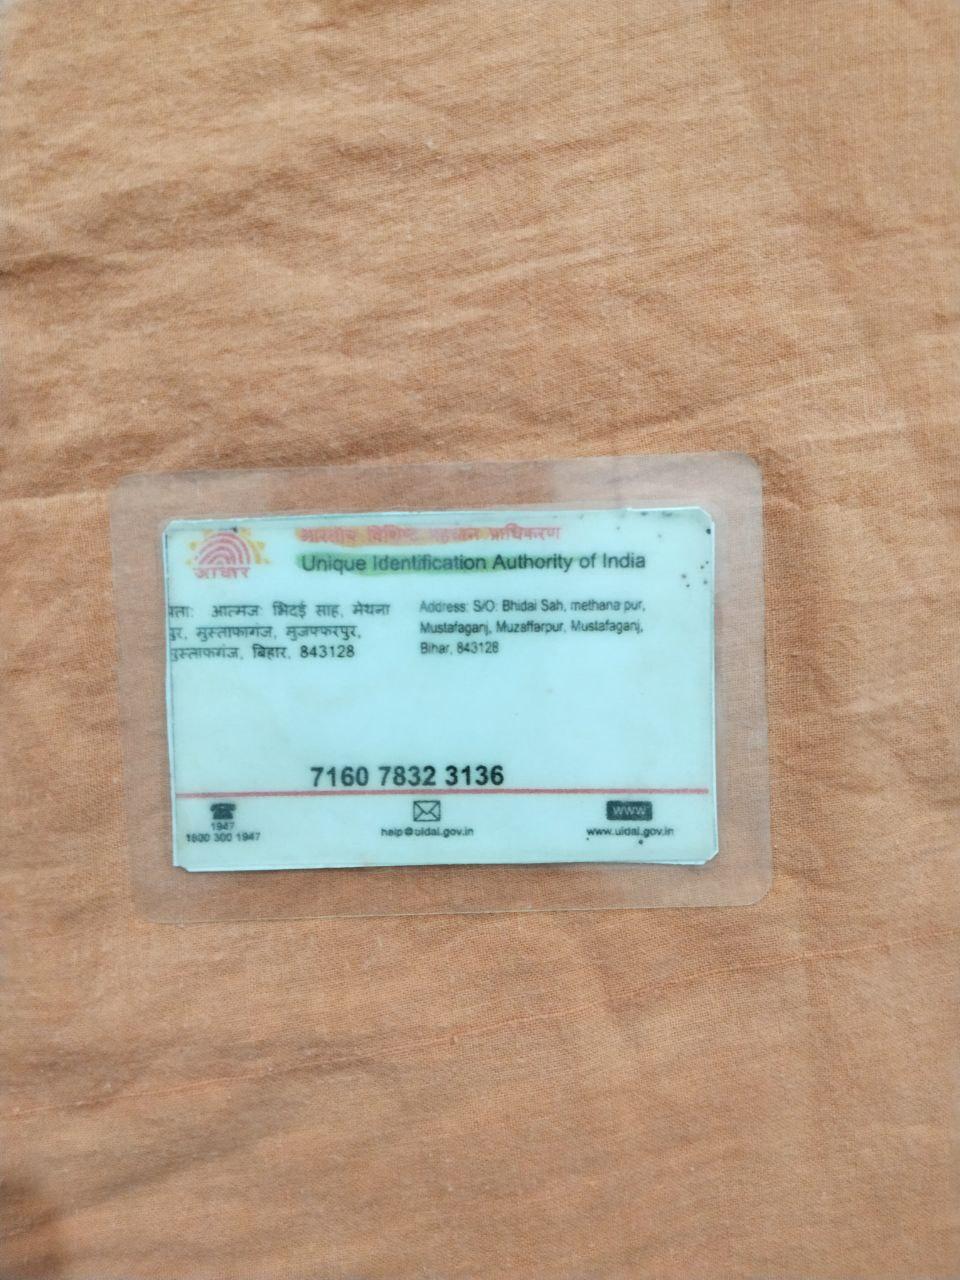 भारतीय विशिष्ट पहचान प्राधिकरण
Unique Identification Authority of India
आधार
पता: आत्मज: भिदई साह, मेथना
पुर, मुस्ताफागंज, मुजफ्फरपुर,
मुस्ताफगंज, बिहार, 843128
Address: S/O: Bhidai Sah, methana pur,
Mustafaganj, Muzaffarpur, Mustafaganj,
Bihar, 843128
7160 7832 3136
1947
1800 300 1947
help@uidai.gov.in
www
www.uidai.gov.in